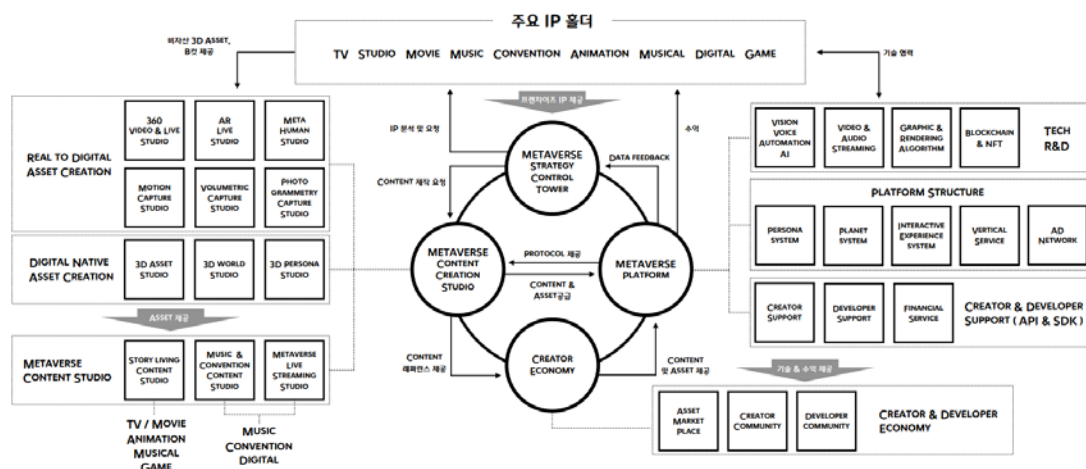 주요 IP 홀더
TV STUDIO MOVIE MUSIC CONVENTION ANIMATION MUSICAL DIGITAL GAME
비자산 3D ASSET,
B컷 제공
기술 협력
프랜차이즈 IP 제공
IP 분석 및 요청
수익
CONTENT 제작 요청
DATA FEEDBACK
METAVERSE
STRATEGY
CONTROL
TOWER
METAVERSE
CONTENT
CREATION
STUDIO
PROTOCOL 제공
CONTENT &
ASSET공급
METAVERSE
PLATFORM
CREATOR
ECONOMY
CONTENT
레퍼런스 제공
CONTENT
및 ASSET 제공
REAL TO DIGITAL
ASSET CREATION
360
VIDEO & LIVE
STUDIO
AR
LIVE
STUDIO
META
HUMAN
STUDIO
MOTION
CAPTURE
STUDIO
VOLUMETRIC
CAPTURE
STUDIO
PHOTO
GRAMMETRY
CAPTURE
STUDIO
DIGITAL NATIVE
ASSET CREATION
3D ASSET
STUDIO
3D WORLD
STUDIO
3D PERSONA
STUDIO
ASSET 제공
METAVERSE
CONTENT STUDIO
STORY LIVING
CONTENT
STUDIO
MUSIC &
CONVENTION
CONTENT
STUDIO
METAVERSE
LIVE
STREAMING
STUDIO
TV / MOVIE
ANIMATION
MUSICAL
GAME
MUSIC
CONVENTION
DIGITAL
VISION
VOICE
AUTOMATION
AI
VIDEO &
AUDIO
STREAMING
GRAPHIC &
RENDERING
ALGORITHM
BLOCKCHAIN
& NFT
TECH
R&D
PLATFORM STRUCTURE
PERSONA
SYSTEM
PLANET
SYSTEM
INTERACTIVE
EXPERIENCE
SYSTEM
VERTICAL
SERVICE
AD
NETWORK
CREATOR
SUPPORT
DEVELOPER
SUPPORT
FINANCIAL
SERVICE
CREATOR & DEVELOPER
SUPPORT ( API & SDK )
기술 & 수익 제공
ASSET
MARKET
PLACE
CREATOR
COMMUNITY
DEVELOPER
COMMUNITY
CREATOR & DEVELOPER
ECONOMY